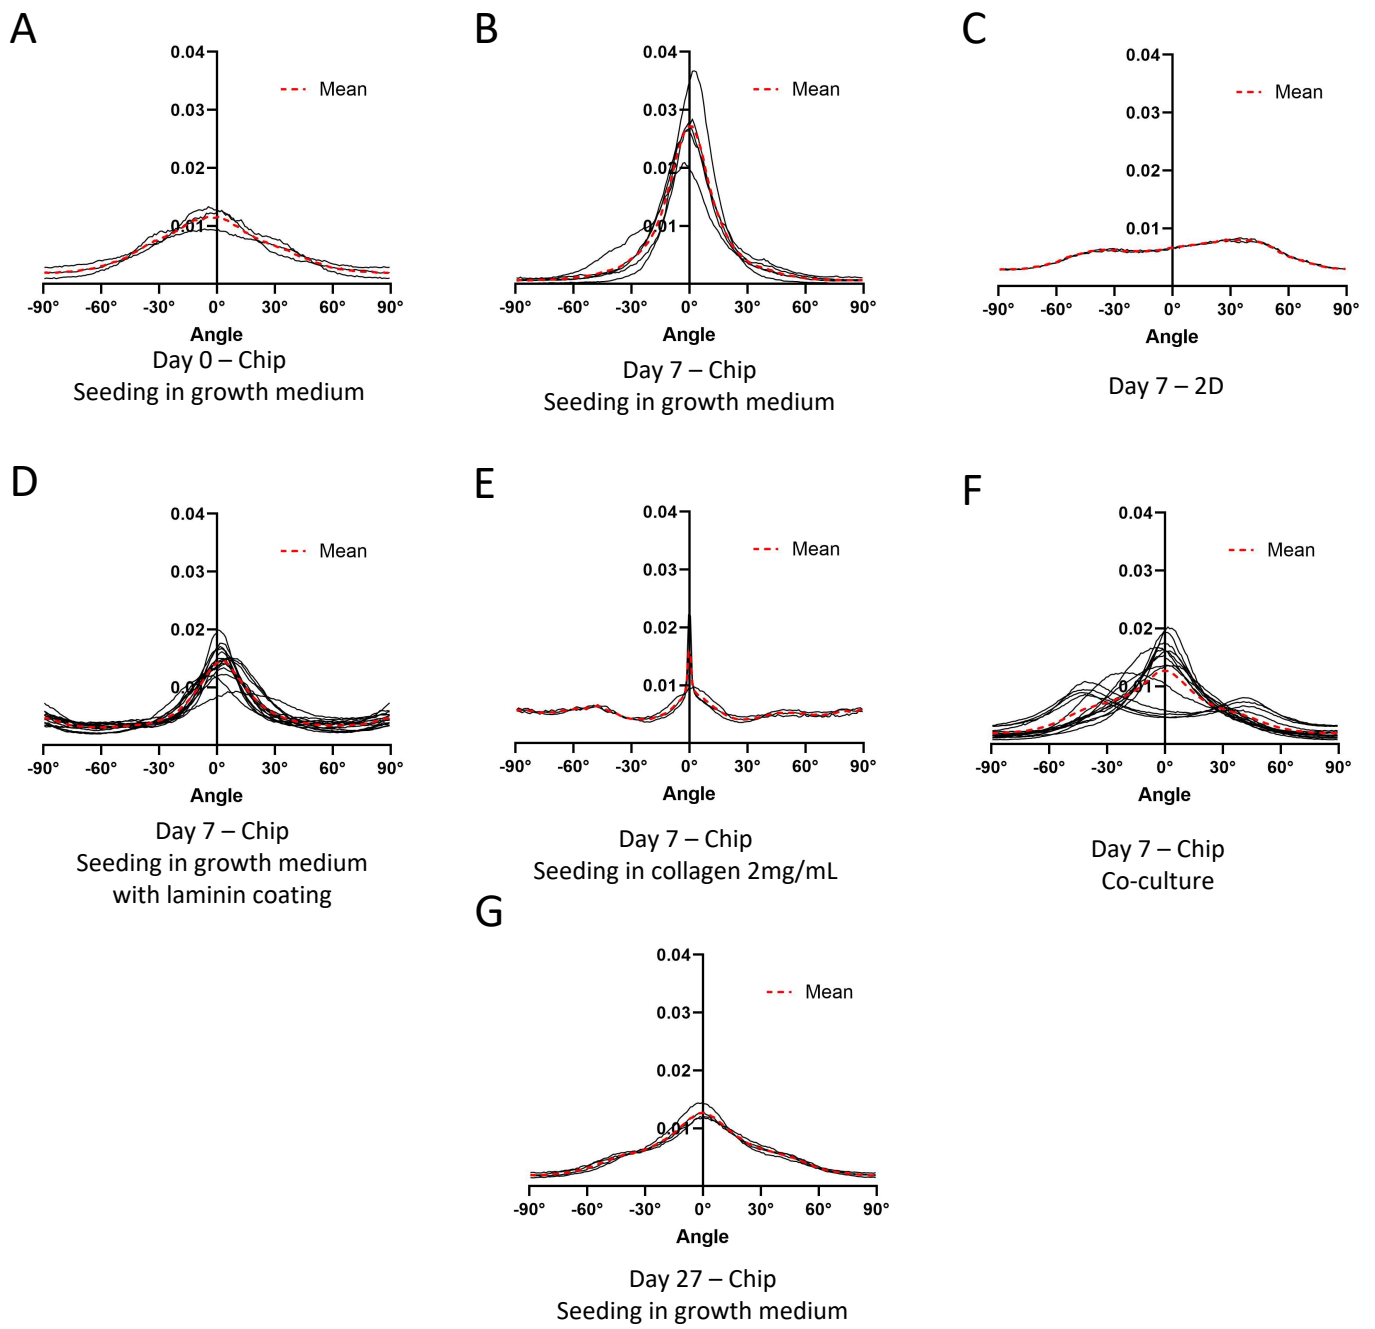 A
0.04
0.03
0.02
0.01
Mean
-90° -60° -30° 0° 30° 60° 90°
Angle
Day 0 – Chip
Seeding in growth medium
B
0.04
0.03
0.02
0.01
Mean
-90° -60° -30° 0° 30° 60° 90°
Angle
Day 7 – Chip
Seeding in growth medium
C
0.04
0.03
0.02
0.01
Mean
-90° -60° -30° 0° 30° 60° 90°
Angle
Day 7 – 2D
D
0.04
0.03
0.02
0.01
Mean
-90° -60° -30° 0° 30° 60° 90°
Angle
Day 7 – Chip
Seeding in growth medium
with laminin coating
E
0.04
0.03
0.02
0.01
Mean
-90° -60° -30° 0° 30° 60° 90°
Angle
Day 7 – Chip
Seeding in collagen 2mg/mL
F
0.04
0.03
0.02
0.01
Mean
-90° -60° -30° 0° 30° 60° 90°
Angle
Day 7 – Chip
Co-culture
G
0.04
0.03
0.02
0.01
Mean
-90° -60° -30° 0° 30° 60° 90°
Angle
Day 27 – Chip
Seeding in growth medium